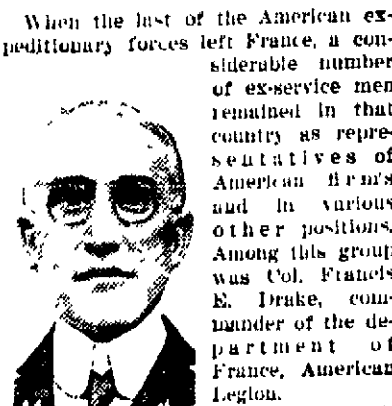 When the last of the American ex-
peditionary forces left France, a con-
siderable number
of ex-service men
remained in that
country as repre-
sentatives of
American firm's
and in various
other positions.
Among this group
was Col. Francis
E. Drake, com-
mander of the de-
partment of
France, American
Legion.